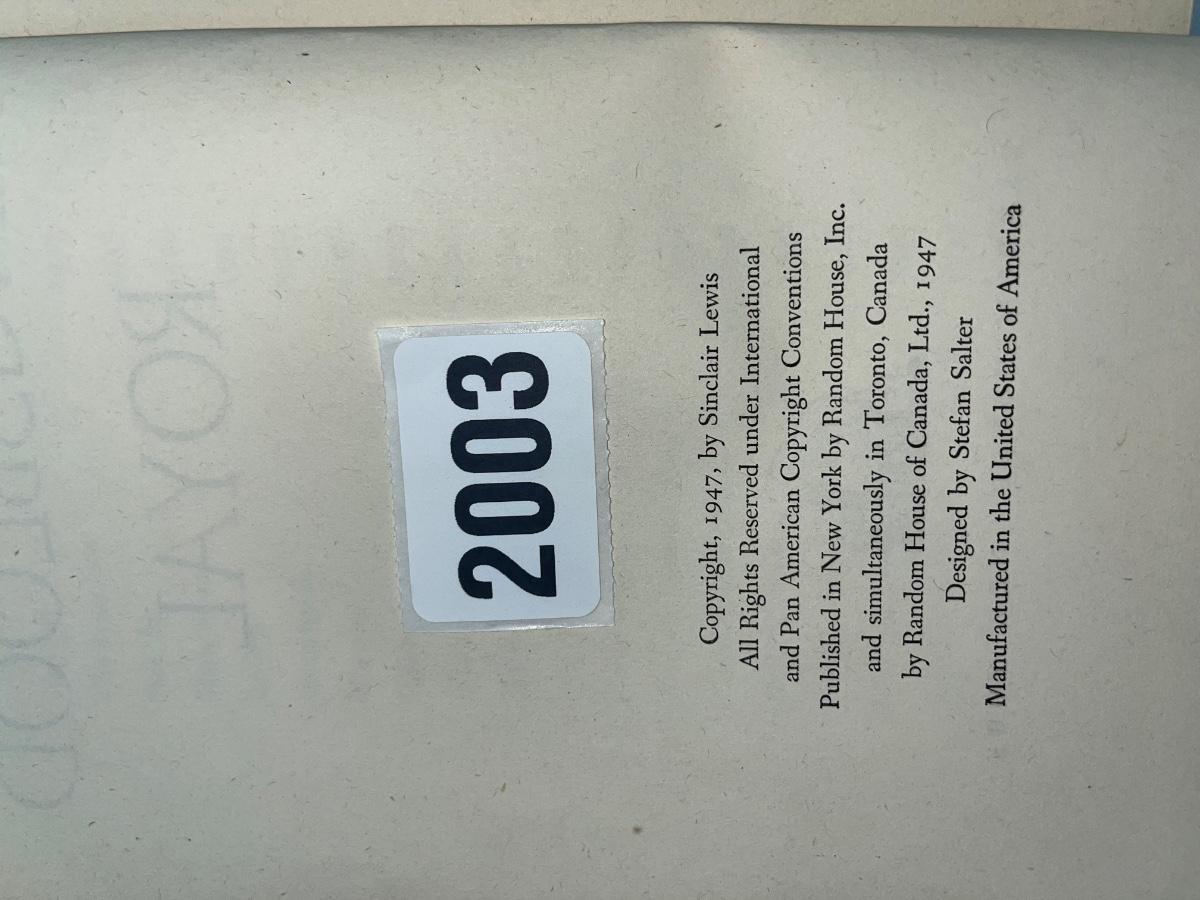 2003
Copyright, 1947, by Sinclair Lewis
All Rights Reserved under International
and Pan American Copyright Conventions
Published in New York by Random House, Inc.
and simultaneously in Toronto, Canada
by Random House of Canada, Ltd., 1947
Designed by Stefan Salter
Manufactured in the United States of America